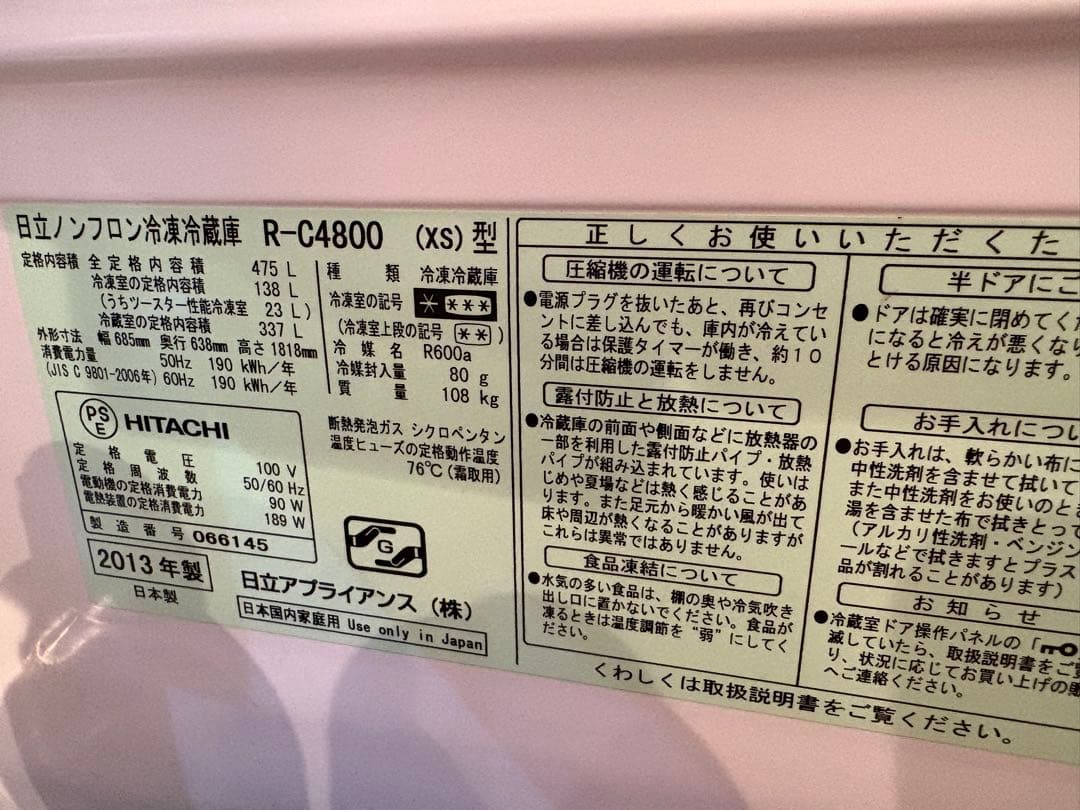 日立ノンフロン冷凍冷蔵庫 R-C4800 (XS)型
定格内容積 全定格内容積 475 L
冷凍室の定格内容積 138 L
(うちツースター性能冷凍室 23 L)
冷蔵室の定格内容積 337 L
外形寸法 幅 685mm 奥行 638mm 高さ 1818mm
消費電力量 50Hz 190 kWh/年
(JIS C 9801-2006年) 60Hz 190 kWh/年
種類 冷凍冷蔵庫
冷凍室の記号 * ***
(冷凍室上段の記号 **)
冷媒名 R600a
冷媒封入量 80 g
質量 108 kg
PS
E
HITACHI
定格電圧 100 V
定格周波数 50/60 Hz
電動機の定格消費電力 90 W
電熱装置の定格消費電力 189 W
製造番号 066145
断熱発泡ガス シクロペンタン
温度ヒューズの定格動作温度
76℃(霜取用)
G
2013年製
日本製
日立アプライアンス(株)
日本国内家庭用 Use only in Japan
正しくお使いいただくた
圧縮機の運転について
●電源プラグを抜いたあと、再びコンセ
ントに差し込んでも、庫内が冷えてい
る場合は保護タイマーが働き、約10
分間は圧縮機の運転をしません。
露付防止と放熱について
●冷蔵庫の前面や側面などに放熱器の
一部を利用した露付防止パイプ・放熱
パイプが組み込まれています。使いは
じめや夏場などは熱く感じることがあ
ります。また足元から暖かい風が出て
床や周辺が熱くなることがありますが
これらは異常ではありません。
食品凍結について
●水気の多い食品は、棚の奥や冷気吹き
出し口に置かないでください。食品が
凍るときは温度調節を“弱”にしてく
ださい。
半ドアにご
●ドアは確実に閉めてくだ
になると冷えが悪くなり
とける原因になります。
お手入れについ
●お手入れは、軟らかい布に
中性洗剤を含ませて拭いて
また中性洗剤をお使いのとき
湯を含ませた布で拭きとって
(アルカリ性洗剤・ベンジン
ールなどで拭きますとプラス
品が割れることがあります)
お知らせ
●冷蔵室ドア操作パネルの「
滅していたら、取扱説明書をご覧
り、状況に応じてお買い上げの販
へご連絡ください。
くわしくは取扱説明書をご覧ください。